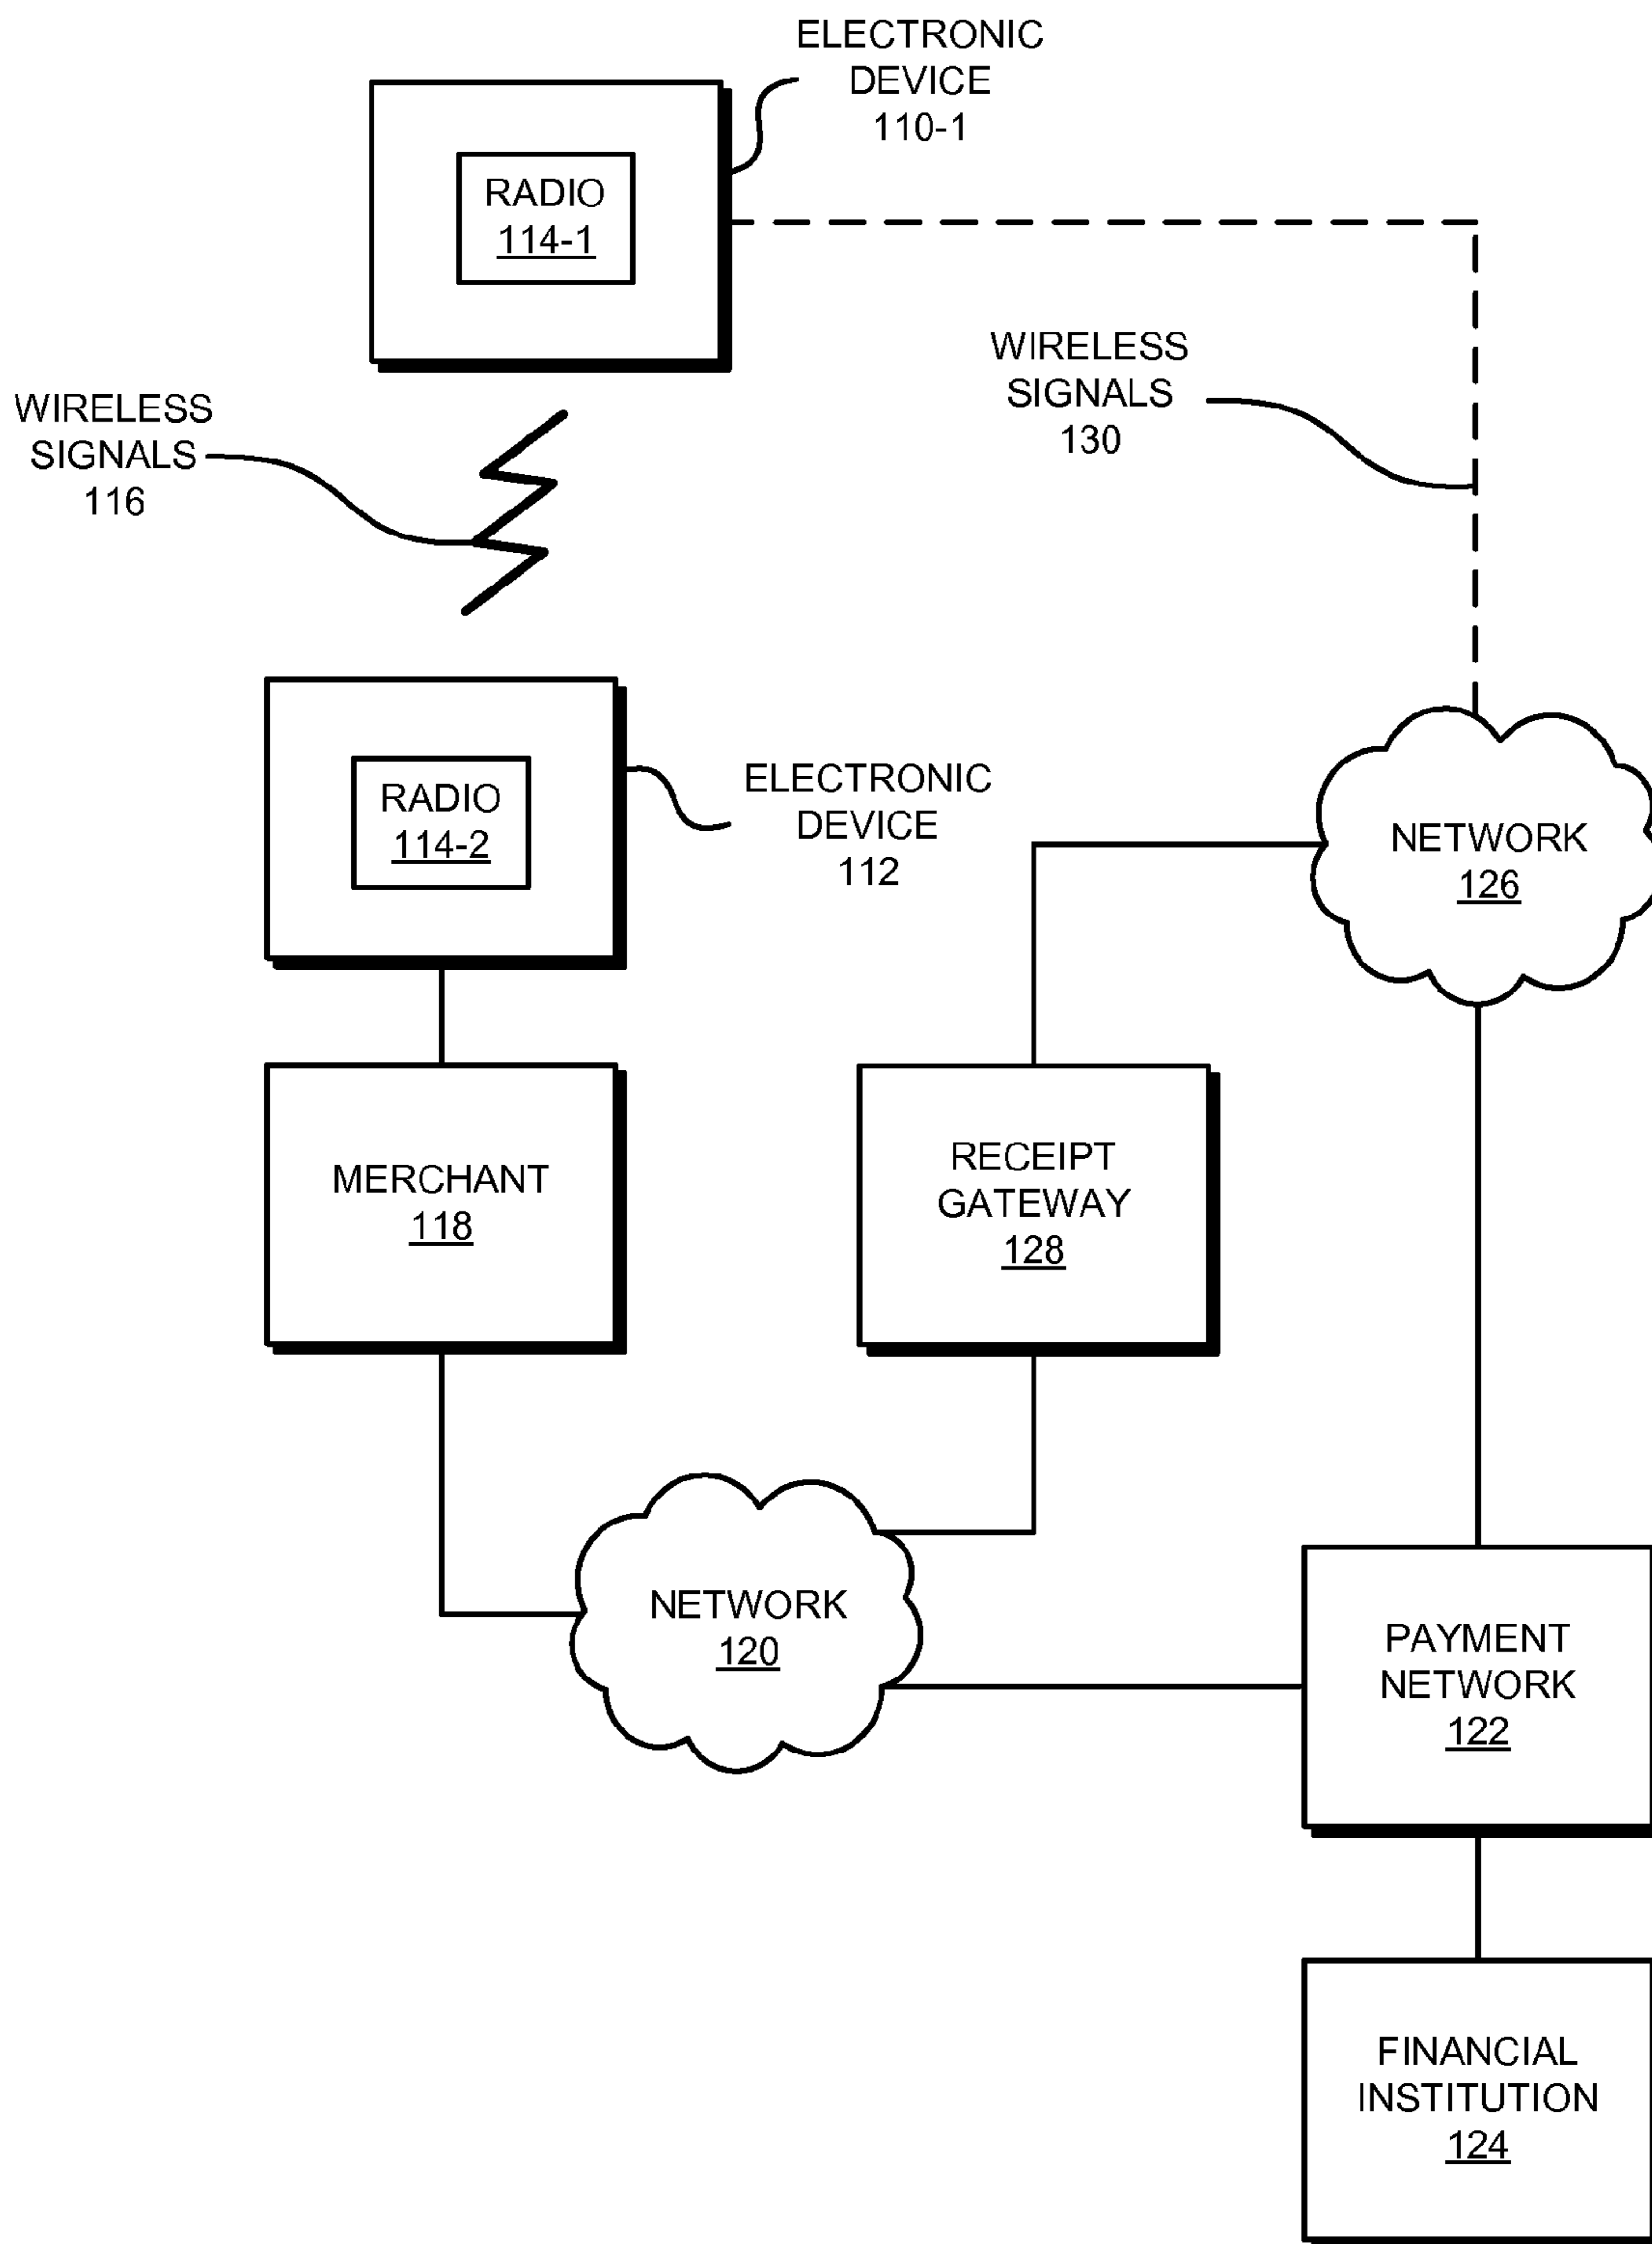 ELECTRONIC
DEVICE
110-1
RADIO
114-1
WIRELESS
SIGNALS
130
WIRELESS
SIGNALS
116
ELECTRONIC
DEVICE
112
RADIO
114-2
NETWORK
126
MERCHANT
118
RECEIPT
GATEWAY
128
NETWORK
120
PAYMENT
NETWORK
122
FINANCIAL
INSTITUTION
124